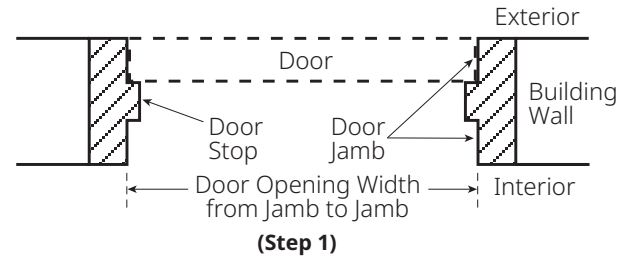 Exterior
Door
Building
Wall
Door
Stop
Door
Jamb
Door Opening Width
from Jamb to Jamb
Interior
(Step 1)